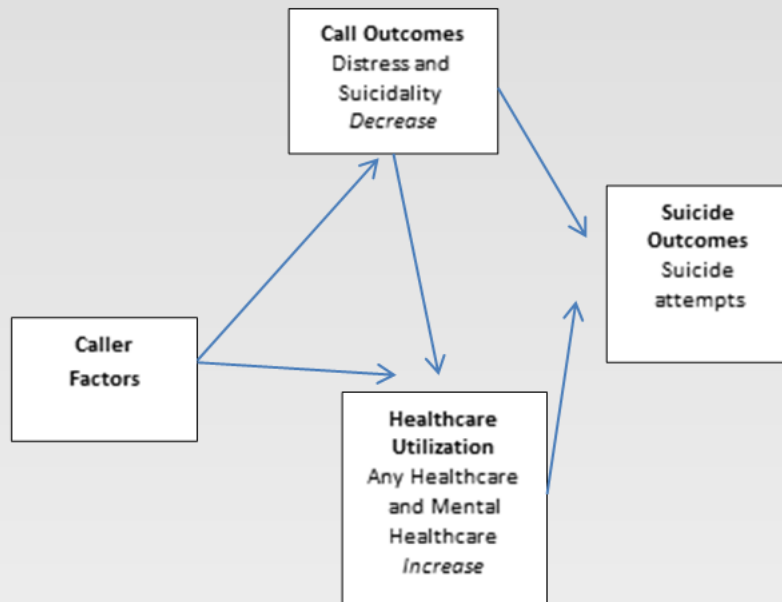 Call Outcomes
Distress and
Suicidality
Decrease
Suicide
Outcomes
Suicide
attempts
Caller
Factors
Healthcare
Utilization
Any Healthcare
and Mental
Healthcare
Increase